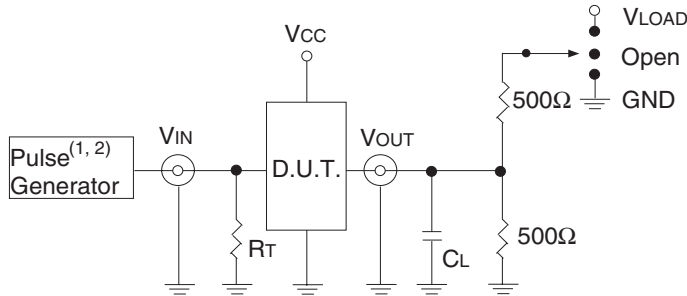 VLOAD
VCC
Open
500Ω
GND
Pulse(1, 2)
Generator
VIN
D.U.T.
VOUT
RT
CL
500Ω